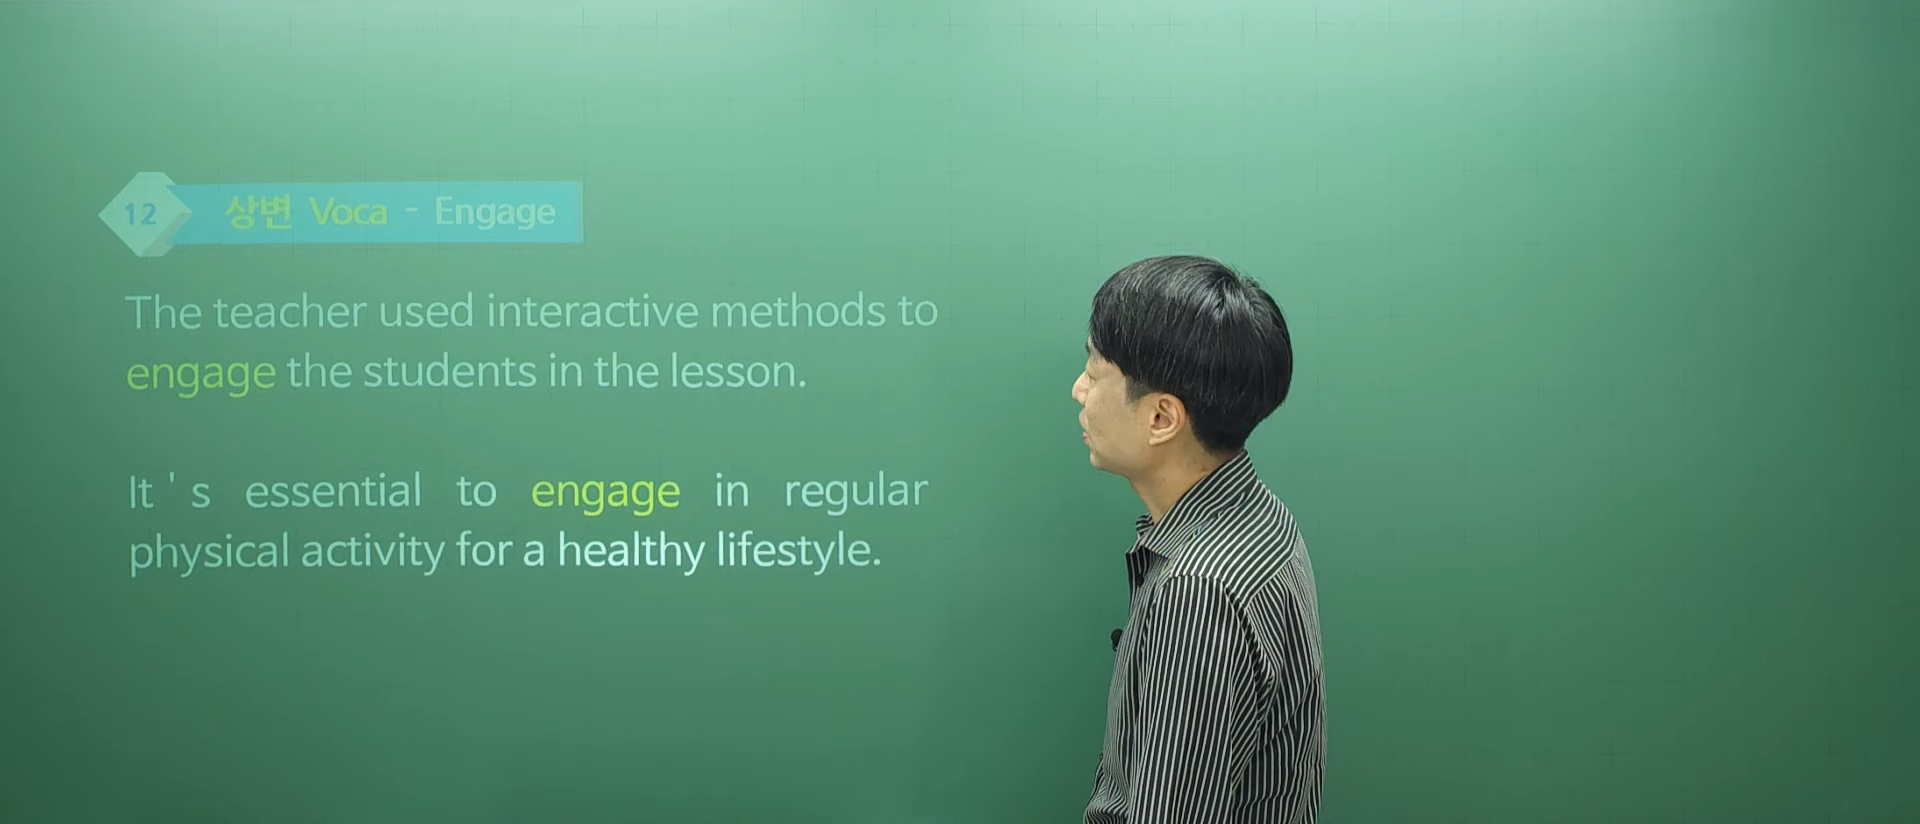 12 상변 Voca - Engage
The teacher used interactive methods to
engage the students in the lesson.
It ' s essential to engage in regular
physical activity for a healthy lifestyle.